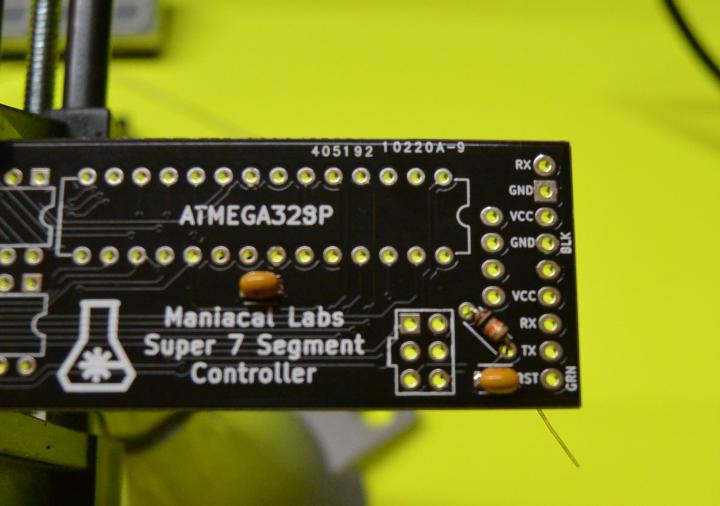 405192 10220A-9
ATMEGA328P
Maniacal Labs
Super 7 Segment
Controller
RX
GND
VCC
GND
VCC
RX
TX
RST
BLK
GRN